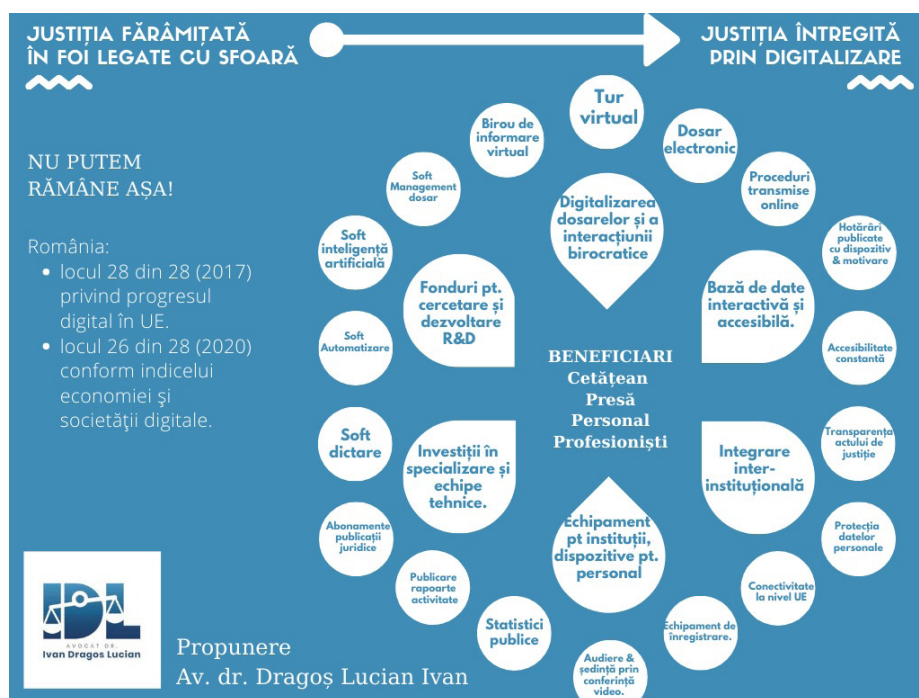 JUSTIȚIA FĂRÂMIȚATĂ
ÎN FOI LEGATE CU SFOARĂ
JUSTIȚIA ÎNTREGITĂ
PRIN DIGITALIZARE
NU PUTEM
RĂMÂNE AȘA!
România:
• locul 28 din 28 (2017)
privind progresul
digital în UE.
• locul 26 din 28 (2020)
conform indicelui
economiei şi
societăţii digitale.
Tur
virtual
Dosar
electronic
Proceduri
transmise
online
Hotărâri
publicate
cu dispozitiv
& motivare
Accesibilitate
constantă
Transparența
actului de
justiție
Protecția
datelor
personale
Conectivitate
la nivel UE
Echipament de
înregistrare.
Audiere &
ședință prin
conferință
video.
Statistici
publice
Publicare
rapoarte
activitate
Abonamente
publicații
juridice
Soft
dictare
Soft
Automatizare
Soft
inteligență
artificială
Soft
Management
dosar
Birou de
informare
virtual
Digitalizarea
dosarelor și a
interacțiunii
birocratice
Bază de date
interactivă și
accesibilă.
Integrare
inter-
instituțională
Echipament
pt instituții,
dispozitive pt.
personal
Investiții în
specializare și
echipe
tehnice.
Fonduri pt.
cercetare și
dezvoltare
R&D
BENEFICIARI
Cetățean
Presă
Personal
Profesioniști
IDL
AVOCAT DR.
Ivan Dragos Lucian
Propunere
Av. dr. Dragoș Lucian Ivan